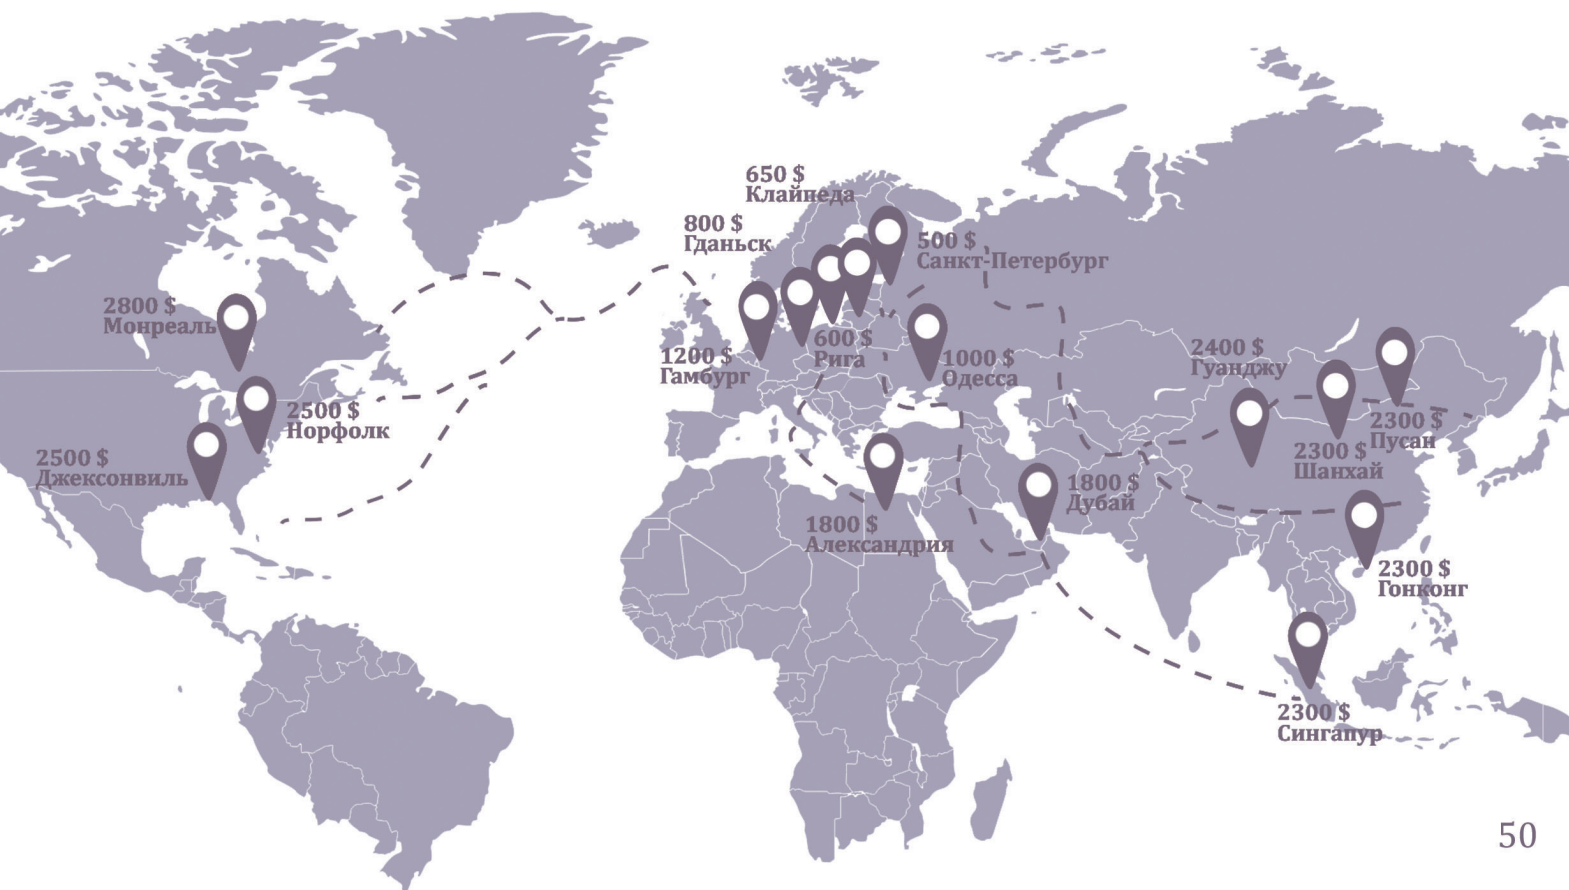 650 $
Клайпеда
800 $
Гданьск
500 $
Санкт-Петербург
2800 $
Монреаль
600 $
Рига
1200 $
Гамбург
1000 $
Одесса
2400 $
Гуанджу
2500 $
Норфолк
2300 $
Пусан
2300 $
Шанхай
2500 $
Джексонвиль
1800 $
Дубай
1800 $
Александрия
2300 $
Гонконг
2300 $
Сингапур
50